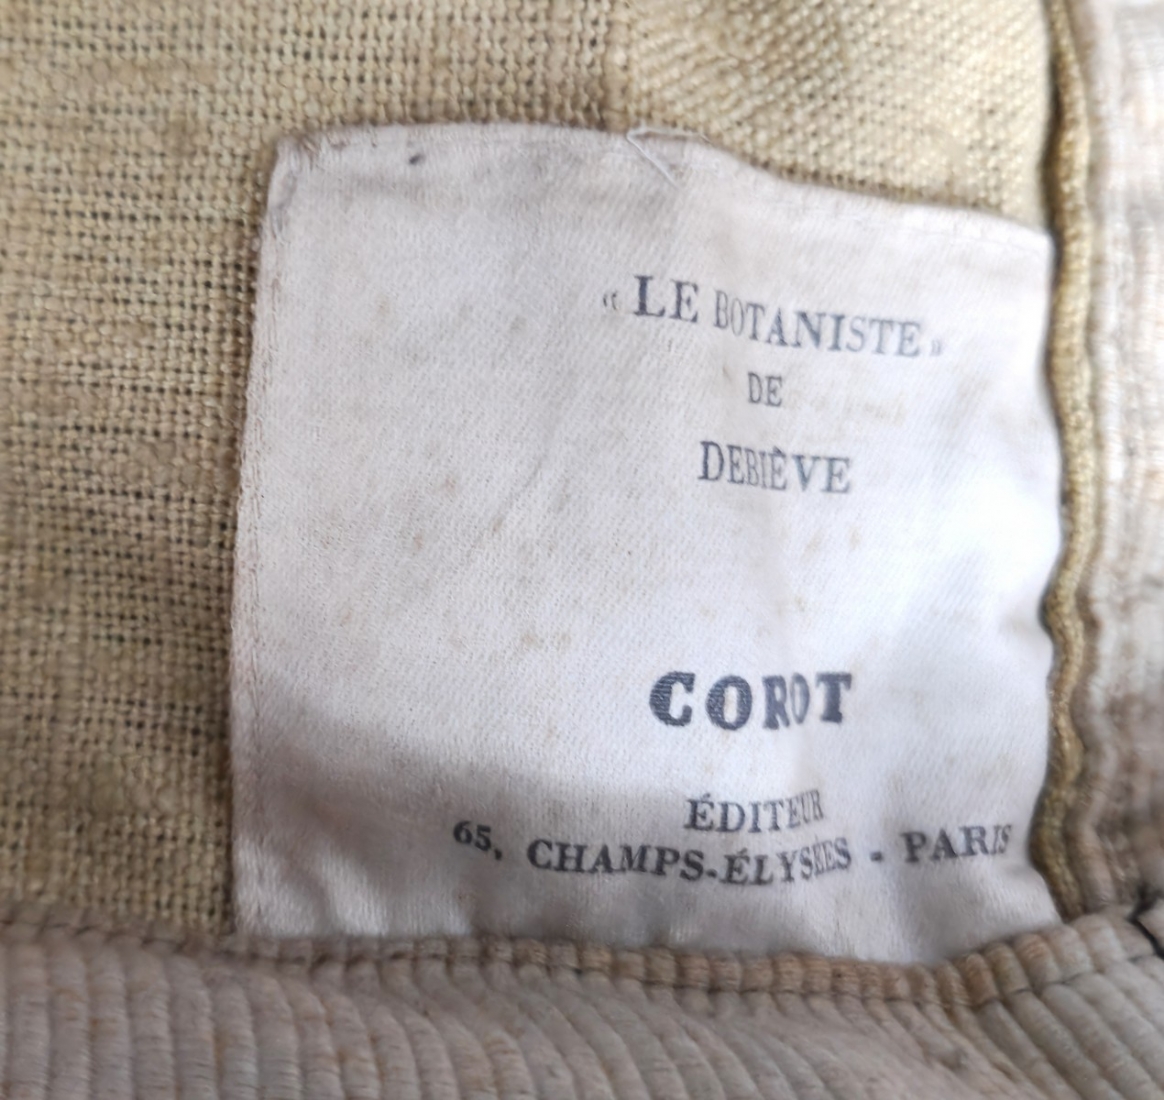 « LE BOTANISTE »
DE
DEBIÈVE
COROT
ÉDITEUR
65, CHAMPS-ÉLYSÉES - PARIS